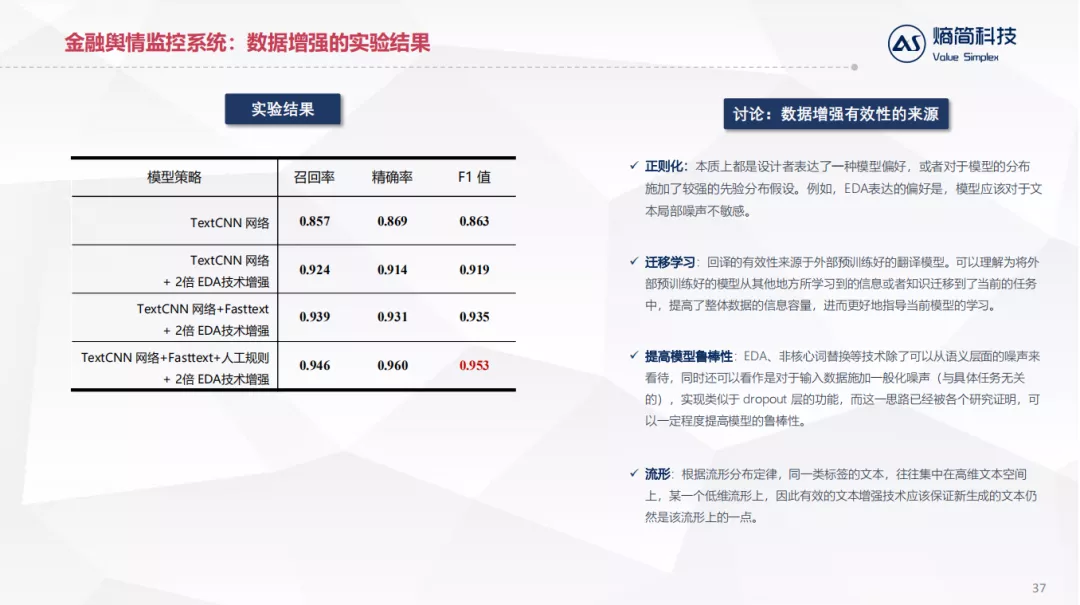 金融舆情监控系统：数据增强的实验结果
熵简科技
Value Simplex
实验结果
模型策略 召回率 精确率 F1 值
TextCNN 网络 0.857 0.869 0.863
TextCNN 网络
+ 2倍 EDA技术增强 0.924 0.914 0.919
TextCNN 网络+Fasttext
+ 2倍 EDA技术增强 0.939 0.931 0.935
TextCNN 网络+Fasttext+人工规则
+ 2倍 EDA技术增强 0.946 0.960 0.953
讨论：数据增强有效性的来源
✓ 正则化：本质上都是设计者表达了一种模型偏好，或者对于模型的分布
施加了较强的先验分布假设。例如，EDA表达的偏好是，模型应该对于文
本局部噪声不敏感。
✓ 迁移学习：回译的有效性来源于外部预训练好的翻译模型。可以理解为将外
部预训练好的模型从其他地方所学习到的信息或者知识迁移到了当前的任务
中，提高了整体数据的信息容量，进而更好地指导当前模型的学习。
✓ 提高模型鲁棒性：EDA、非核心词替换等技术除了可以从语义层面的噪声来
看待，同时还可以看作是对于输入数据施加一般化噪声（与具体任务无关
的），实现类似于 dropout 层的功能，而这一思路已经被各个研究证明，可
以一定程度提高模型的鲁棒性。
✓ 流形：根据流形分布定律，同一类标签的文本，往往集中在高维文本空间
上，某一个低维流形上，因此有效的文本增强技术应该保证新生成的文本仍
然是该流形上的一点。
37